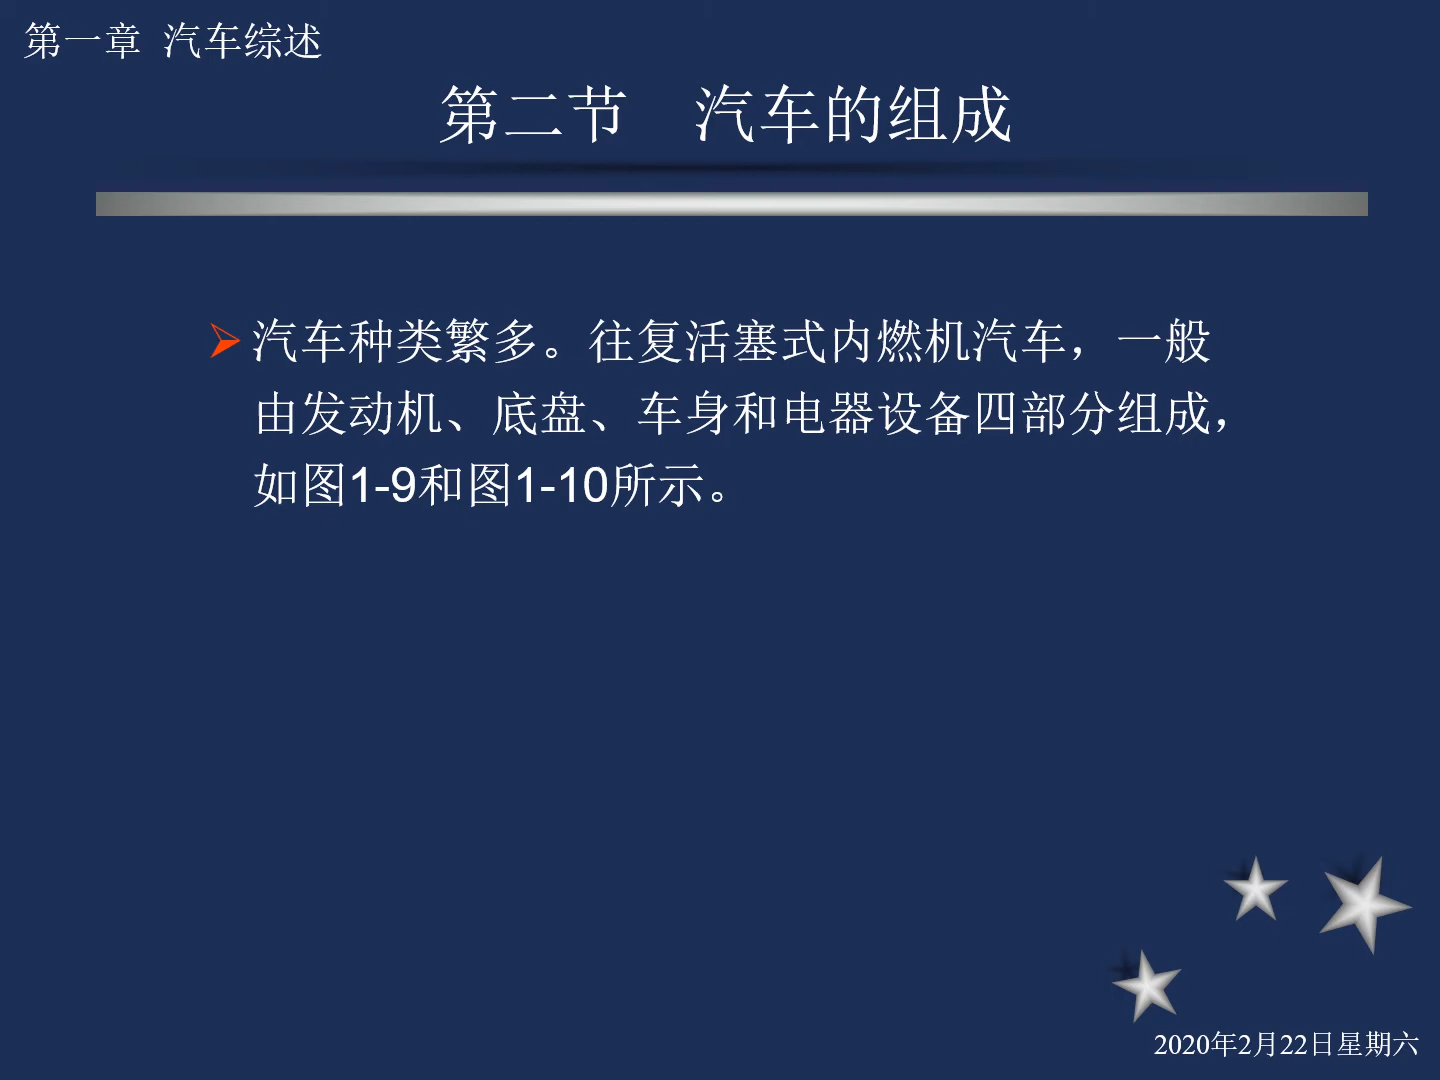 第一章 汽车综述
第二节 汽车的组成
汽车种类繁多。往复活塞式内燃机汽车，一般
由发动机、底盘、车身和电器设备四部分组成，
如图1-9和图1-10所示。
2020年2月22日星期六